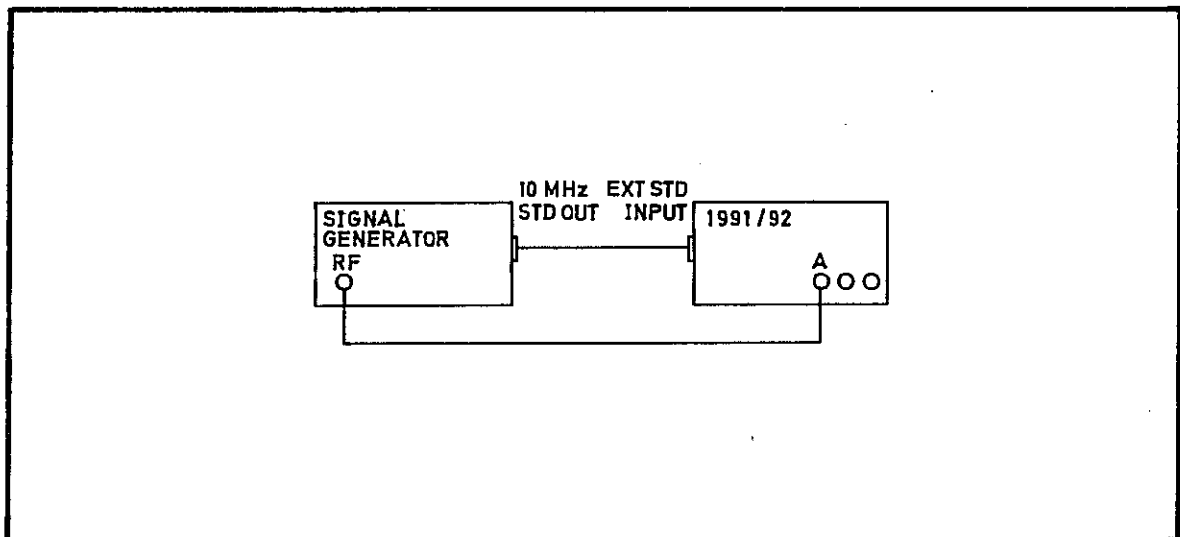 10 MHz EXT STD
STD OUT INPUT
SIGNAL
GENERATOR
RF
1991/92
A